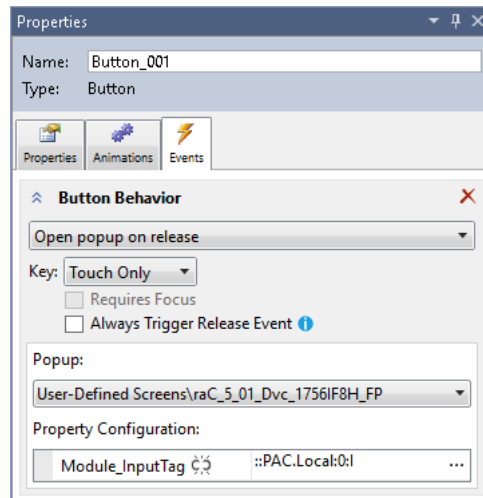 Properties
Name: Button_001
Type: Button
Properties Animations Events
Button Behavior
Open popup on release
Key: Touch Only
Requires Focus
Always Trigger Release Event
Popup:
User-Defined Screens\raC_5_01_Dvc_1756IF8H_FP
Property Configuration:
Module_InputTag ::PAC.Local:0:I ...